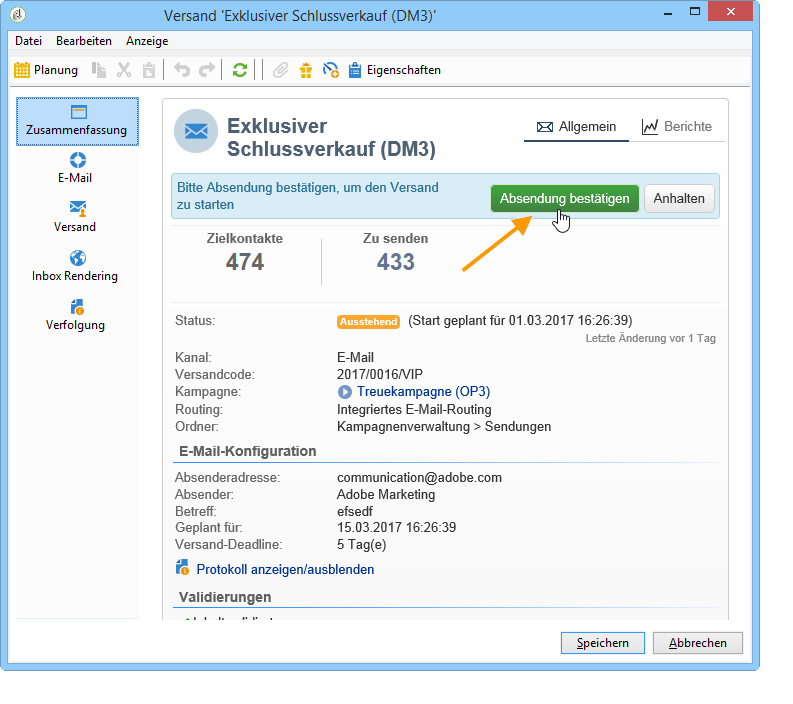 Versand 'Exklusiver Schlussverkauf (DM3)'
Datei Bearbeiten Anzeige
Planung Eigenschaften
Zusammenfassung
E-Mail
Versand
Inbox Rendering
Verfolgung
Exklusiver
Schlussverkauf (DM3)
Allgemein Berichte
Bitte Absendung bestätigen, um den Versand
zu starten
Absendung bestätigen Anhalten
Zielkontakte Zu senden
474 433
Status: Ausstehend (Start geplant für 01.03.2017 16:26:39)
Letzte Änderung vor 1 Tag
Kanal: E-Mail
Versandcode: 2017/0016/VIP
Kampagne: Treuekampagne (OP3)
Routing: Integriertes E-Mail-Routing
Ordner: Kampagnenverwaltung > Sendungen
E-Mail-Konfiguration
Absenderadresse: communication@adobe.com
Absender: Adobe Marketing
Betreff: efsedf
Geplant für: 15.03.2017 16:26:39
Versand-Deadline: 5 Tag(e)
Protokoll anzeigen/ausblenden
Validierungen
Speichern Abbrechen